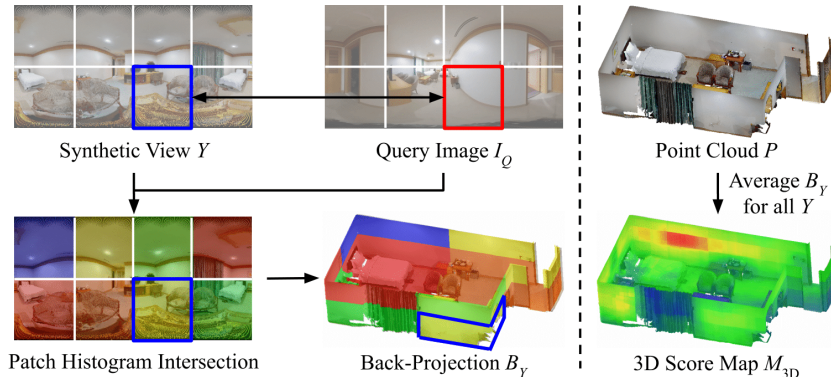 Synthetic View Y
Query Image I_Q
Point Cloud P
Average B_Y
for all Y
Patch Histogram Intersection
Back-Projection B_Y
3D Score Map M_3D